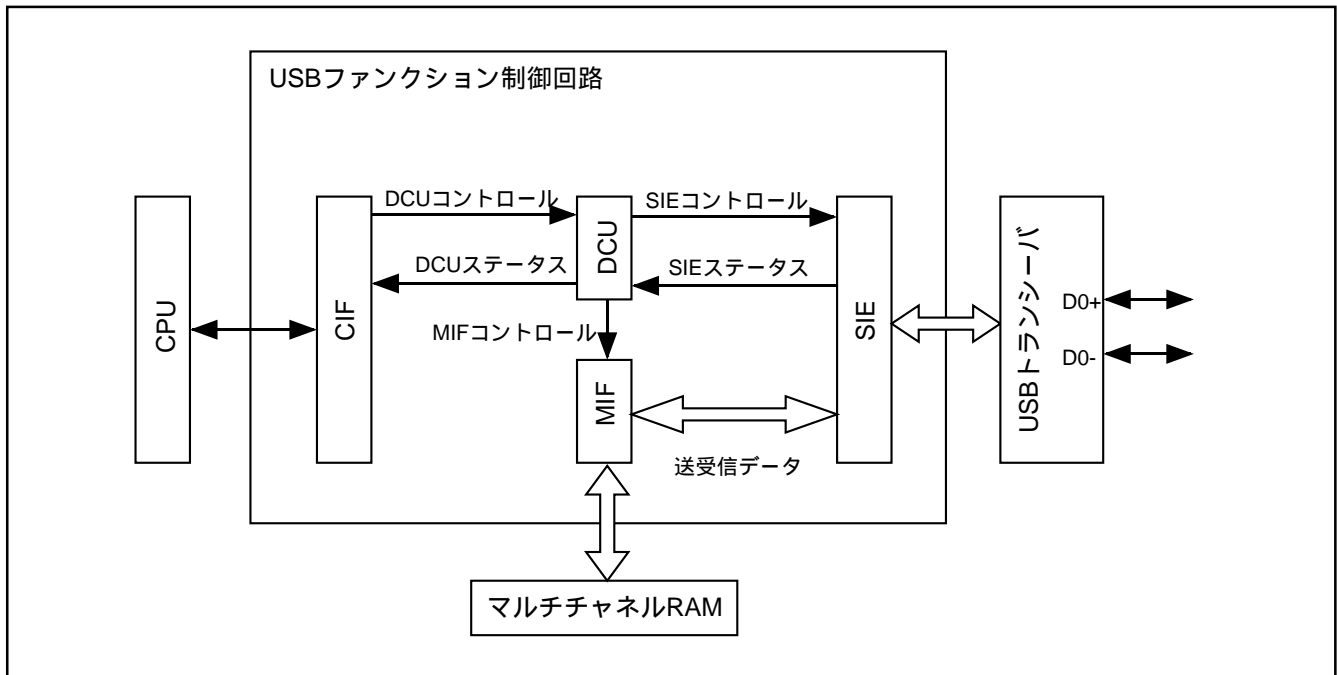 USBファンクション制御回路
DCUコントロール
SIEコントロール
DCUステータス
SIEステータス
MIFコントロール
CPU
CIF
DCU
MIF
SIE
USBトランシーバ
D0+
D0-
送受信データ
マルチチャネルRAM